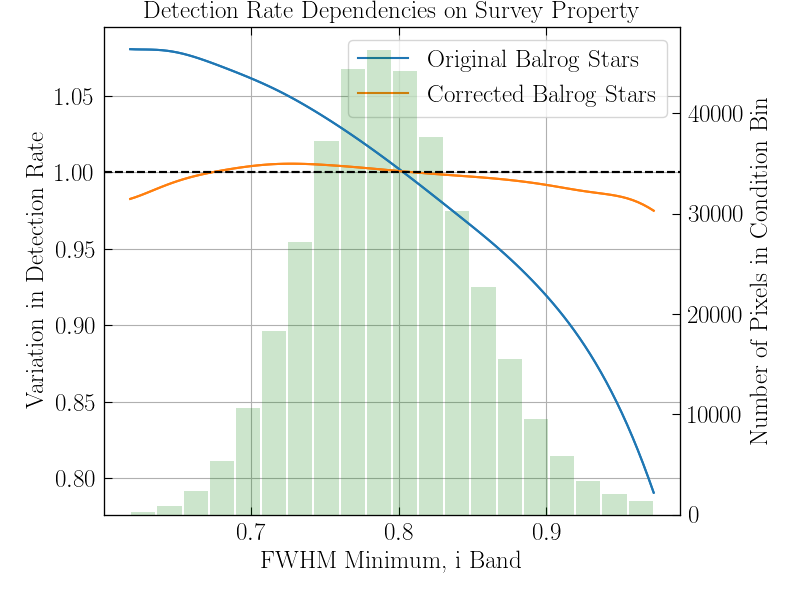 Detection Rate Dependencies on Survey Property
Original Balrog Stars
Corrected Balrog Stars
Variation in Detection Rate
1.05
1.00
0.95
0.90
0.85
0.80
40000
30000
20000
10000
0
Number of Pixels in Condition Bin
0.7
0.8
0.9
FWHM Minimum, i Band